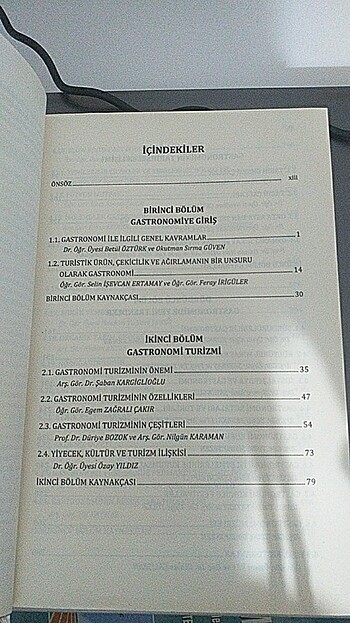 İÇİNDEKİLER
ÖNSÖZ xiii
BİRİNCİ BÖLÜM
GASTRONOMİYE GİRİŞ
1.1. GASTRONOMİ İLE İLGİLİ GENEL KAVRAMLAR 1
Dr. Öğr. Üyesi Betül ÖZTÜRK ve Okutman Sırma GÜVEN
1.2. TURİSTİK ÜRÜN, ÇEKİCİLİK VE AĞIRLAMANIN BİR UNSURU
OLARAK GASTRONOMİ 14
Öğr. Gör. Selin İŞEVCAN ERTAMAY ve Öğr. Gör. Feray İRİGÜLER
BİRİNCİ BÖLÜM KAYNAKÇASI 30
İKİNCİ BÖLÜM
GASTRONOMİ TURİZMİ
2.1. GASTRONOMİ TURİZMİNİN ÖNEMİ 35
Arş. Gör. Dr. Şaban KARGİGLİOĞLU
2.2. GASTRONOMİ TURİZMİNİN ÖZELLİKLERİ 47
Öğr. Gör. Egem ZAĞRALI ÇAKIR
2.3. GASTRONOMİ TURİZMİNİN ÇEŞİTLERİ 54
Prof. Dr. Düriye BOZOK ve Arş. Gör. Nilgün KARAMAN
2.4. YİYECEK, KÜLTÜR VE TURİZM İLİŞKİSİ 73
Dr. Öğr. Üyesi Özay YILDIZ
İKİNCİ BÖLÜM KAYNAKÇASI 79